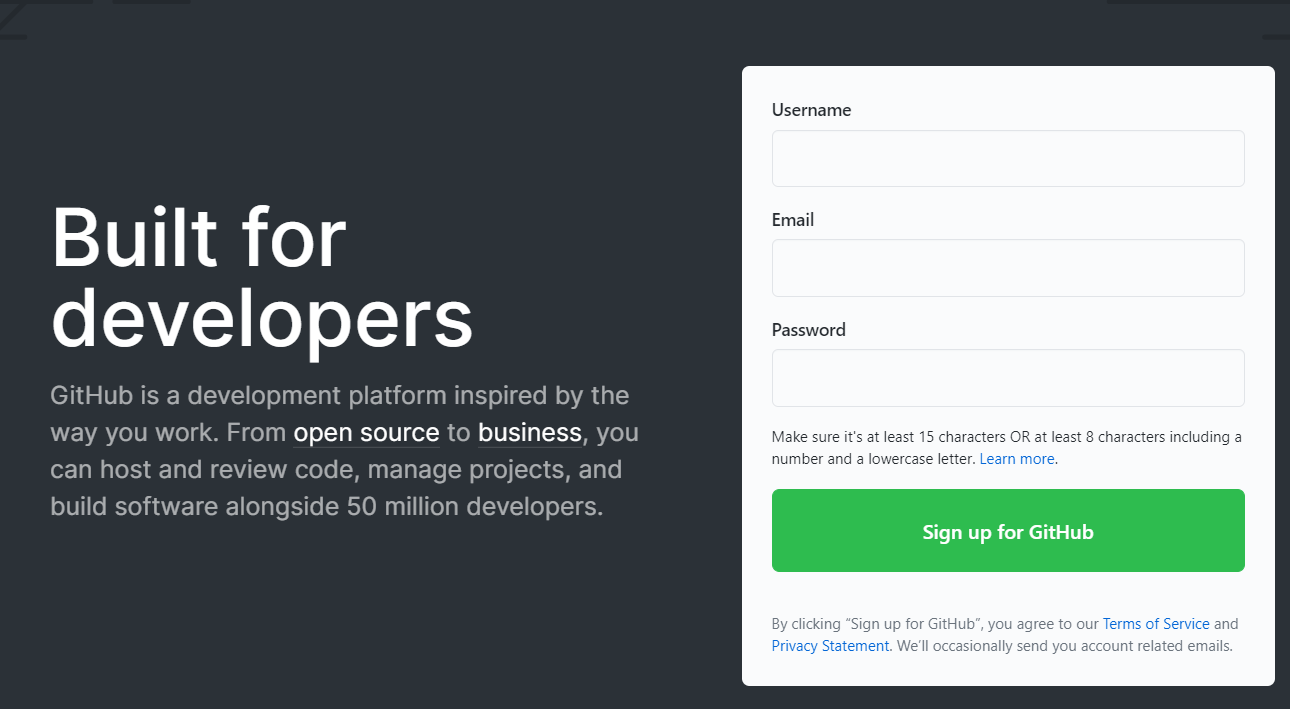 Built for
developers
GitHub is a development platform inspired by the
way you work. From open source to business, you
can host and review code, manage projects, and
build software alongside 50 million developers.
Username
Email
Password
Make sure it's at least 15 characters OR at least 8 characters including a
number and a lowercase letter. Learn more.
Sign up for GitHub
By clicking “Sign up for GitHub”, you agree to our Terms of Service and
Privacy Statement. We’ll occasionally send you account related emails.